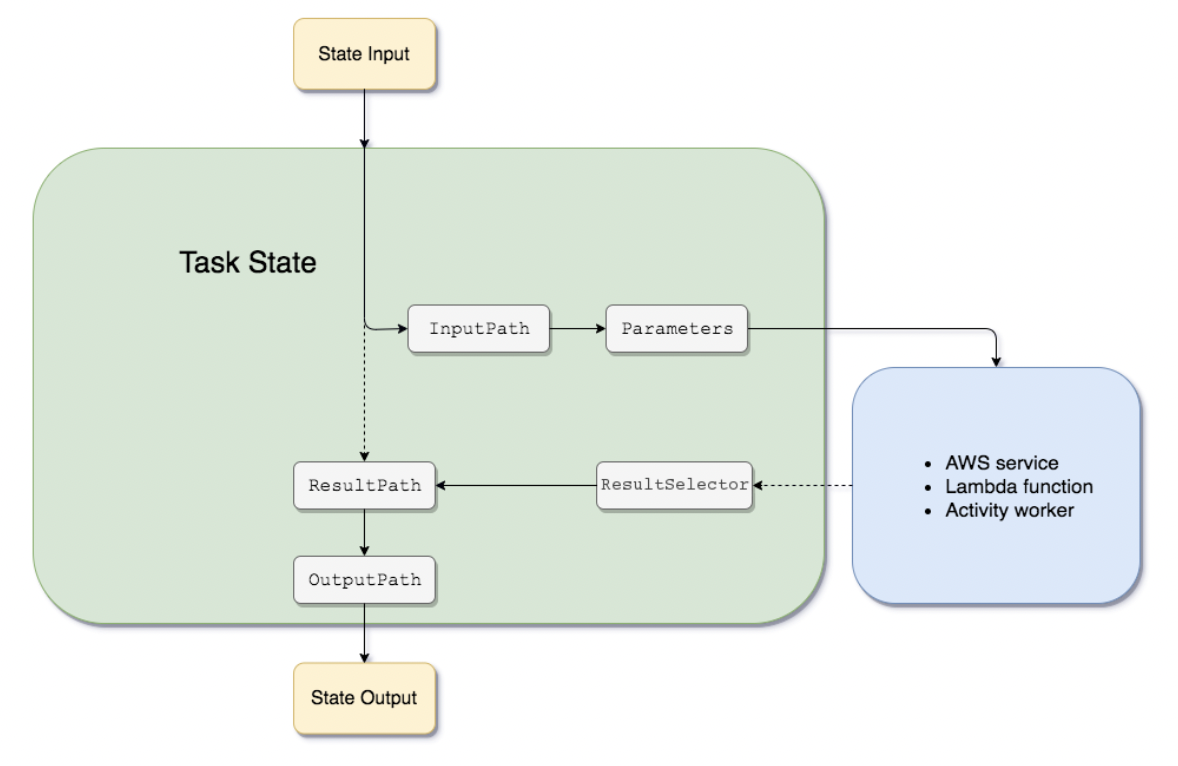 State Input
Task State
InputPath
Parameters
ResultPath
ResultSelector
• AWS service
• Lambda function
• Activity worker
OutputPath
State Output